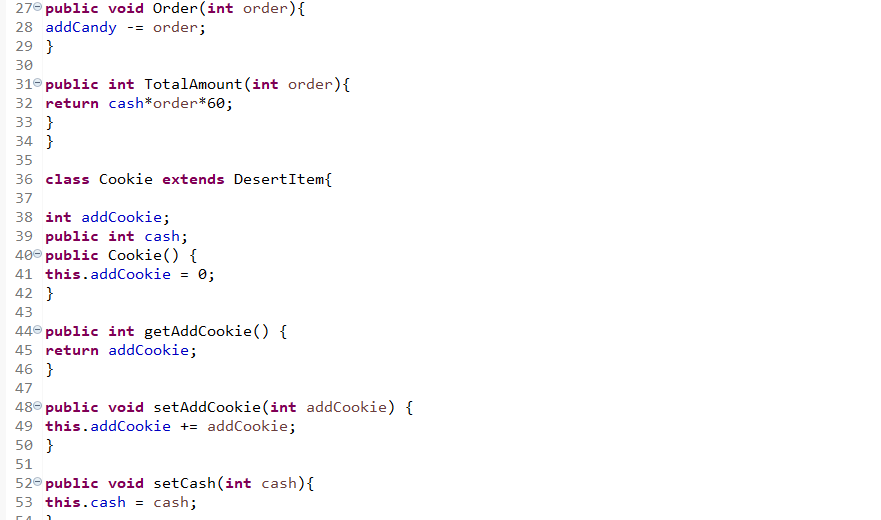 27 public void Order(int order){
28 addCandy -= order;
29 }
30
31 public int TotalAmount(int order){
32 return cash*order*60;
33 }
34 }
35
36 class Cookie extends DesertItem{
37
38 int addCookie;
39 public int cash;
40 public Cookie() {
41 this.addCookie = 0;
42 }
43
44 public int getAddCookie() {
45 return addCookie;
46 }
47
48 public void setAddCookie(int addCookie) {
49 this.addCookie += addCookie;
50 }
51
52 public void setCash(int cash){
53 this.cash = cash;